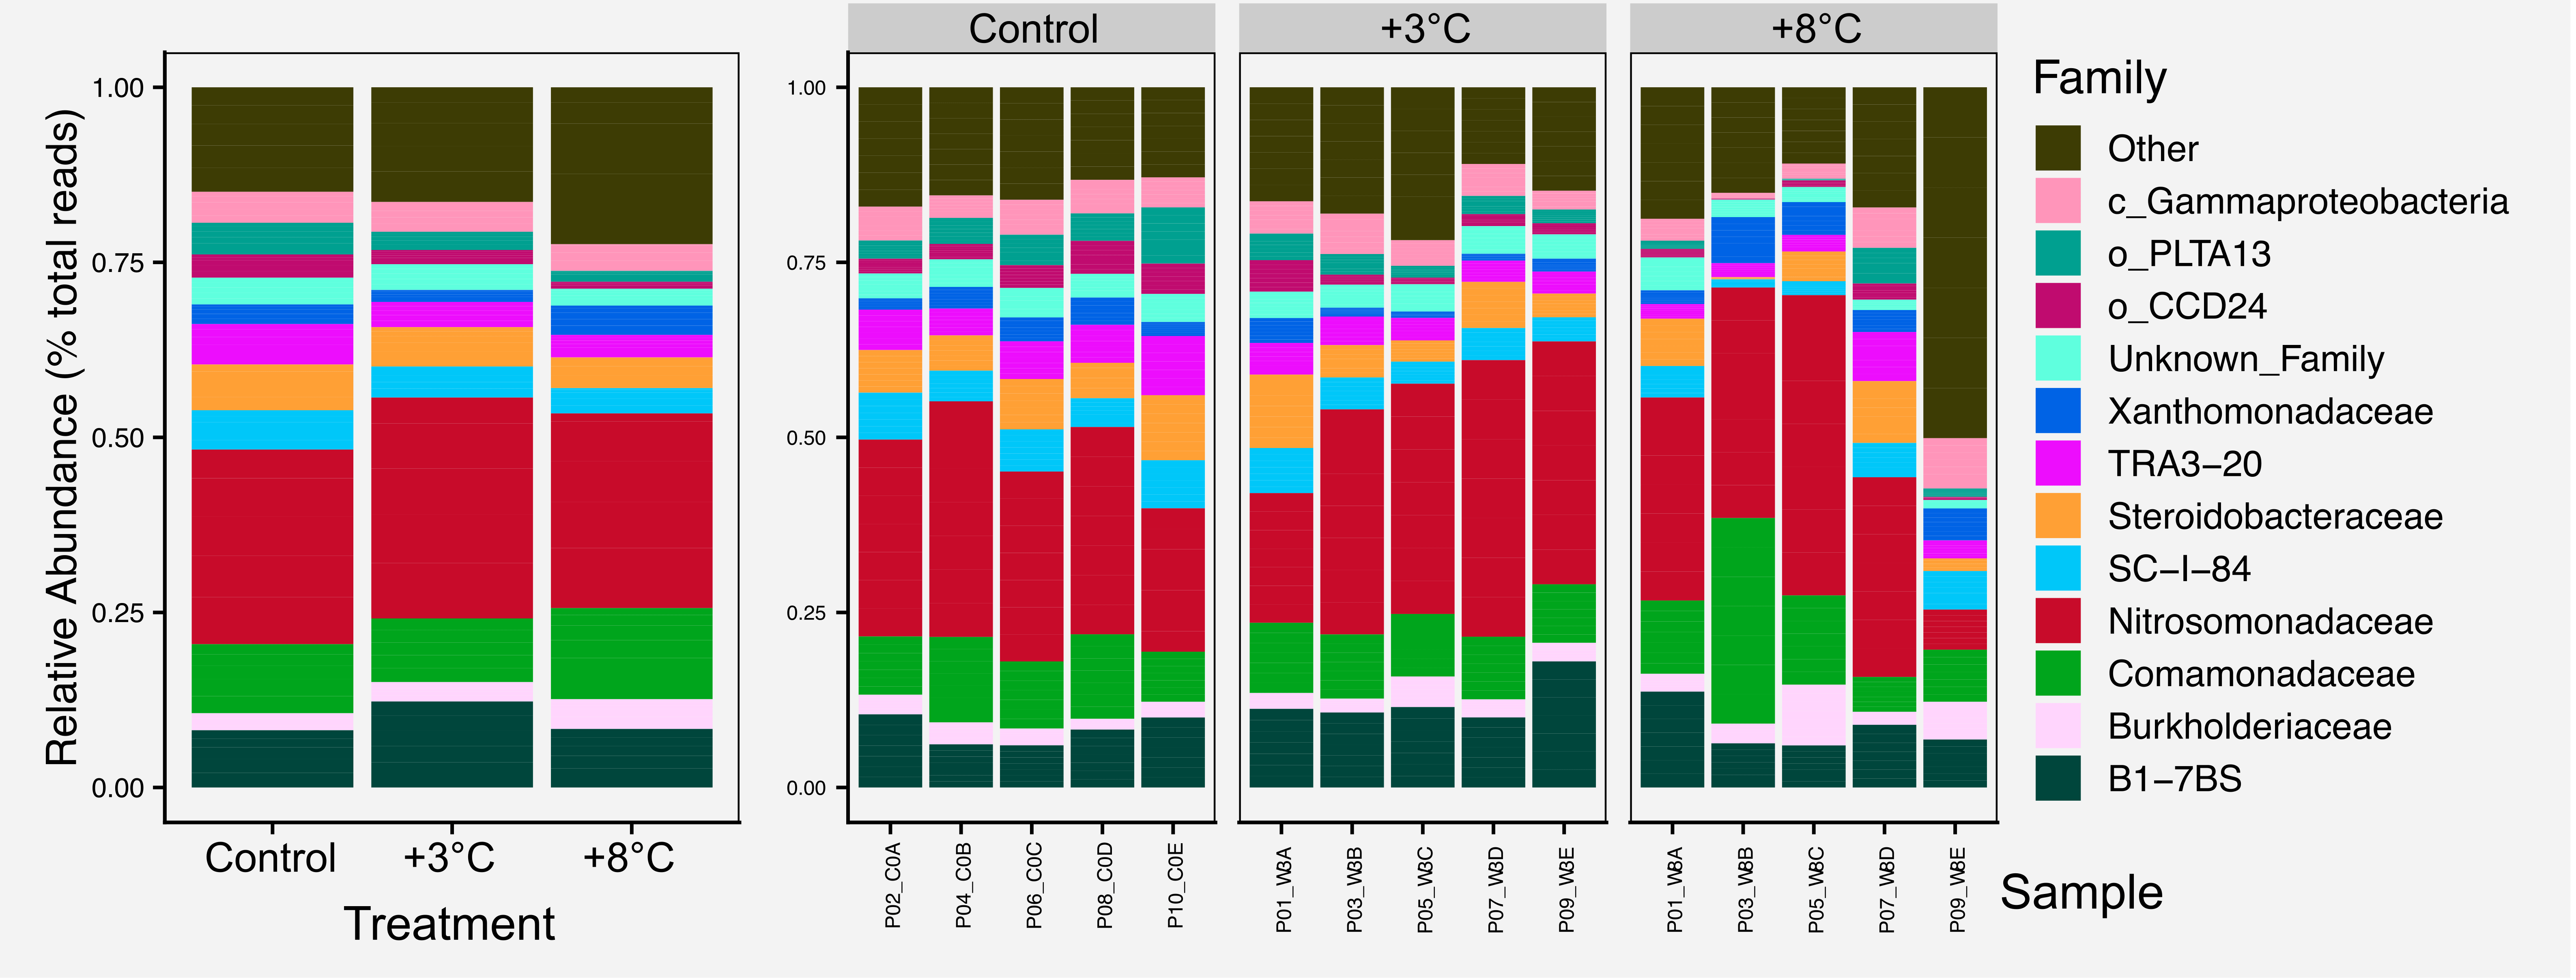 Relative Abundance (% total reads)
1.00
0.75
0.50
0.25
0.00
Control
+3°C
+8°C
Treatment
Control
+3°C
+8°C
1.00
0.75
0.50
0.25
0.00
P02_C0A
P04_C0B
P06_C0C
P08_C0D
P10_C0E
P01_W3A
P03_W3B
P05_W3C
P07_W3D
P09_W3E
P01_W8A
P03_W8B
P05_W8C
P07_W8D
P09_W8E
Sample
Family
Other
c_Gammaproteobacteria
o_PLTA13
o_CCD24
Unknown_Family
Xanthomonadaceae
TRA3−20
Steroidobacteraceae
SC−I−84
Nitrosomonadaceae
Comamonadaceae
Burkholderiaceae
B1−7BS